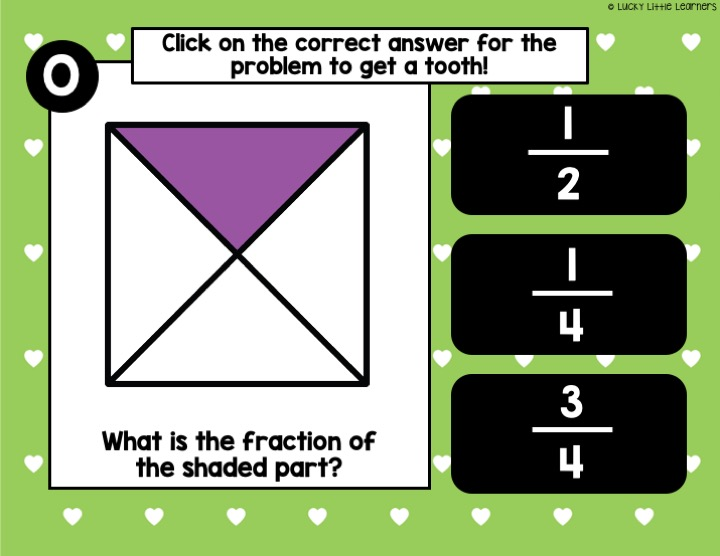 © Lucky Little Learners
Click on the correct answer for the
problem to get a tooth!
0
What is the fraction of
the shaded part?
1
2
1
4
3
4